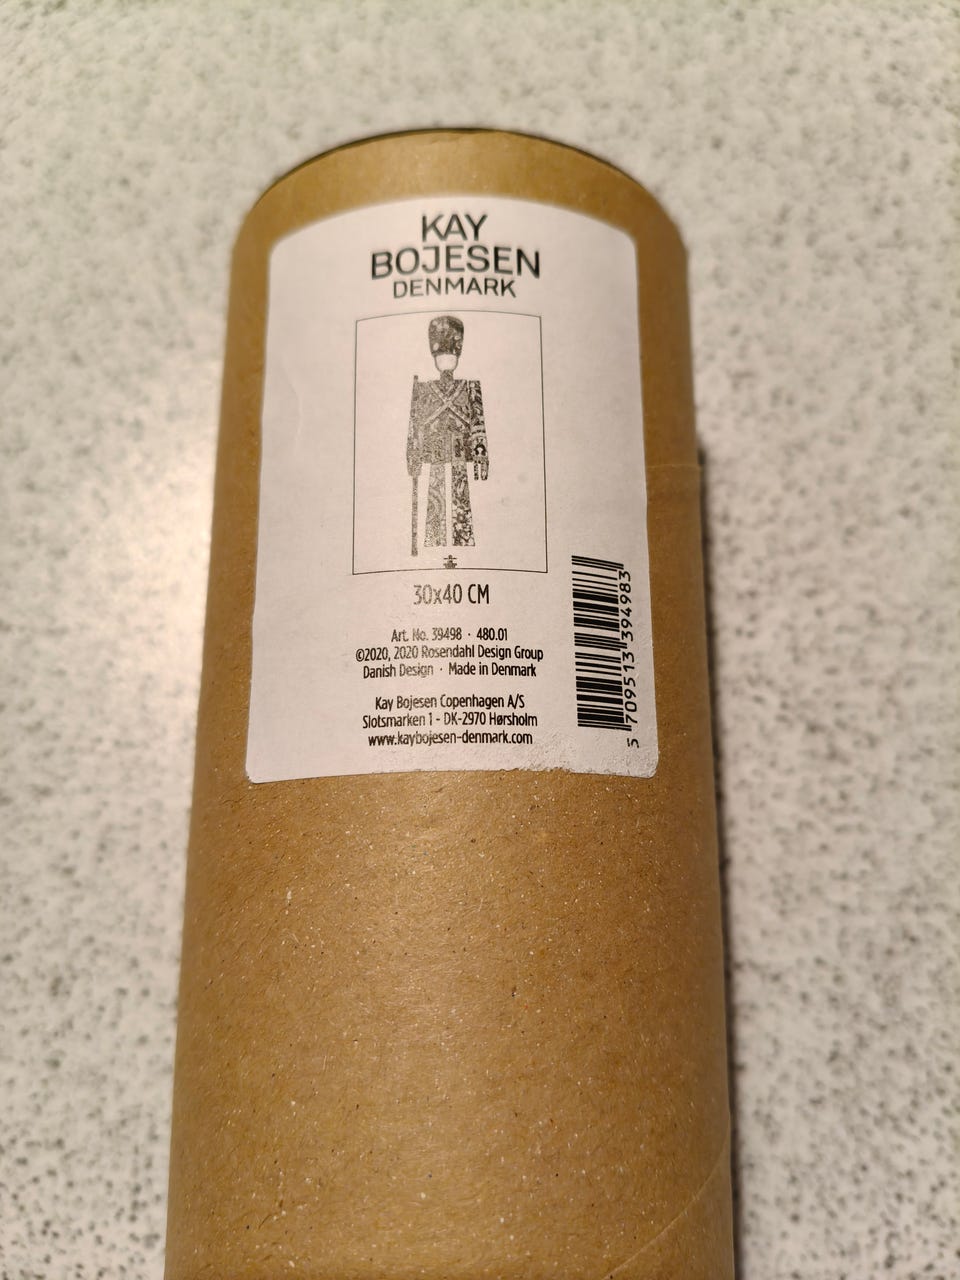 KAY
BOJESEN
DENMARK
30x40 CM
Art. No. 39498 · 480.01
©2020, 2020 Rosendahl Design Group
Danish Design · Made in Denmark
Kay Bojesen Copenhagen A/S
Slotsmarken 1 - DK-2970 Hørsholm
www.kaybojesen-denmark.com
5 709513 394983